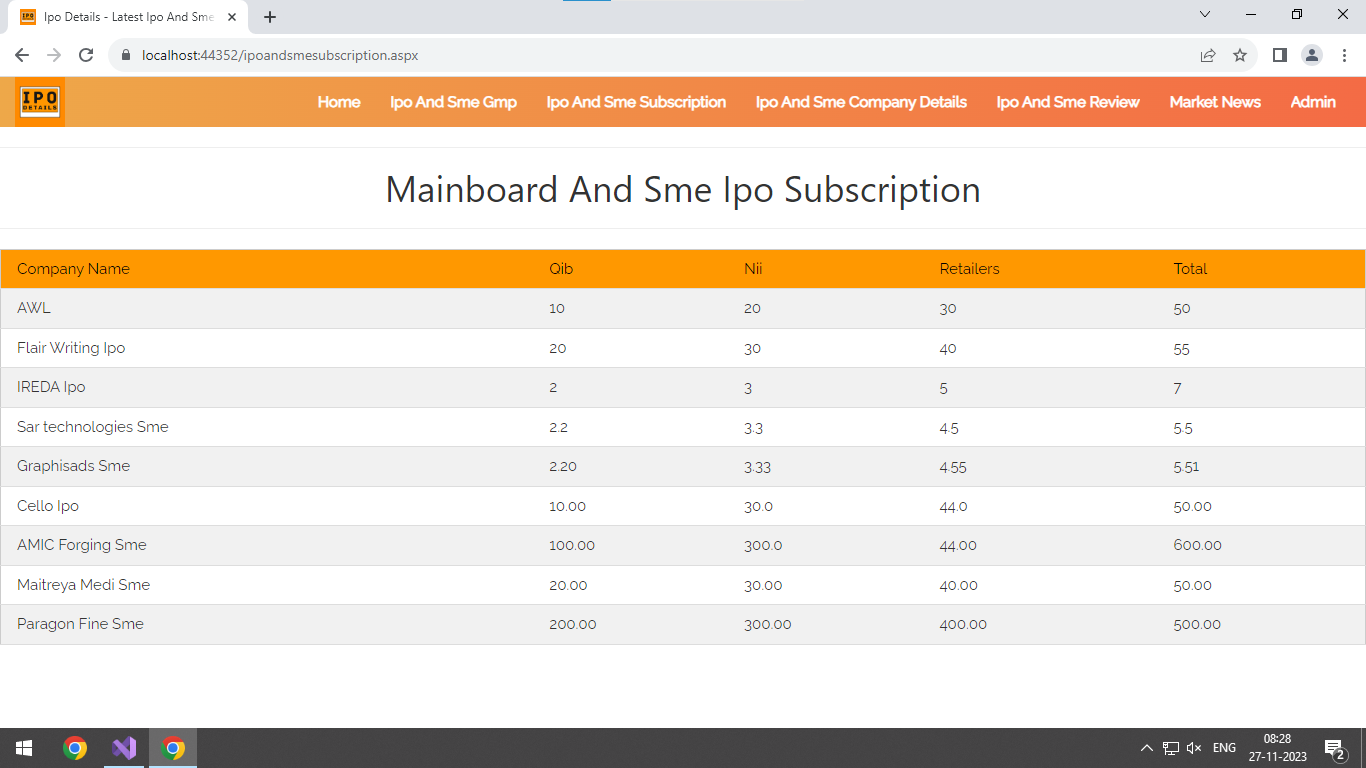 Ipo Details - Latest Ipo And Sme
localhost:44352/ipoandsmesubscription.aspx
IPO
DETAILS
Home Ipo And Sme Gmp Ipo And Sme Subscription Ipo And Sme Company Details Ipo And Sme Review Market News Admin
Mainboard And Sme Ipo Subscription
Company Name Qib Nii Retailers Total
AWL 10 20 30 50
Flair Writing Ipo 20 30 40 55
IREDA Ipo 2 3 5 7
Sar technologies Sme 2.2 3.3 4.5 5.5
Graphisads Sme 2.20 3.33 4.55 5.51
Cello Ipo 10.00 30.0 44.0 50.00
AMIC Forging Sme 100.00 300.0 44.00 600.00
Maitreya Medi Sme 20.00 30.00 40.00 50.00
Paragon Fine Sme 200.00 300.00 400.00 500.00
ENG 08:28
27-11-2023 2